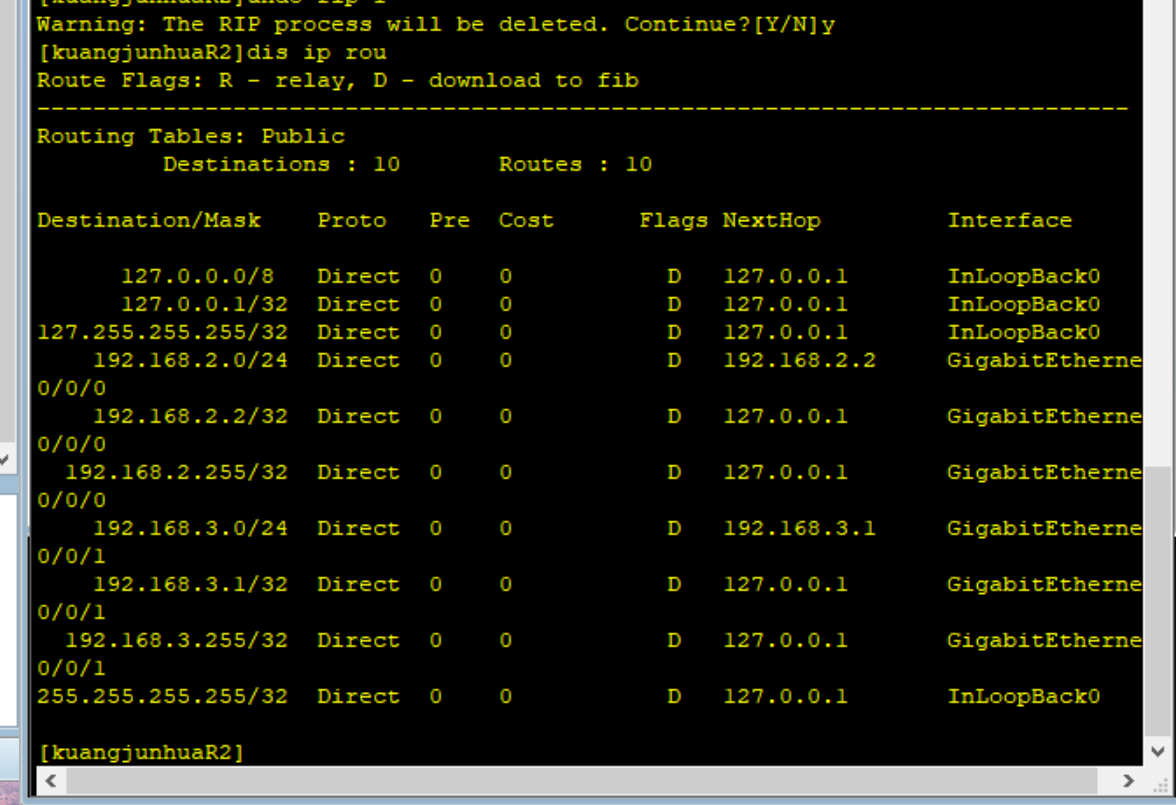 [kuangjunhuaR2]undo rip 1
Warning: The RIP process will be deleted. Continue?[Y/N]y
[kuangjunhuaR2]dis ip rou
Route Flags: R - relay, D - download to fib
------------------------------------------------------------------------------
Routing Tables: Public
         Destinations : 10       Routes : 10

Destination/Mask    Proto   Pre  Cost      Flags NextHop         Interface

      127.0.0.0/8   Direct  0    0           D   127.0.0.1       InLoopBack0
      127.0.0.1/32  Direct  0    0           D   127.0.0.1       InLoopBack0
127.255.255.255/32  Direct  0    0           D   127.0.0.1       InLoopBack0
    192.168.2.0/24  Direct  0    0           D   192.168.2.2     GigabitEtherne
0/0/0
    192.168.2.2/32  Direct  0    0           D   127.0.0.1       GigabitEtherne
0/0/0
  192.168.2.255/32  Direct  0    0           D   127.0.0.1       GigabitEtherne
0/0/0
    192.168.3.0/24  Direct  0    0           D   192.168.3.1     GigabitEtherne
0/0/1
    192.168.3.1/32  Direct  0    0           D   127.0.0.1       GigabitEtherne
0/0/1
  192.168.3.255/32  Direct  0    0           D   127.0.0.1       GigabitEtherne
0/0/1
255.255.255.255/32  Direct  0    0           D   127.0.0.1       InLoopBack0

[kuangjunhuaR2]